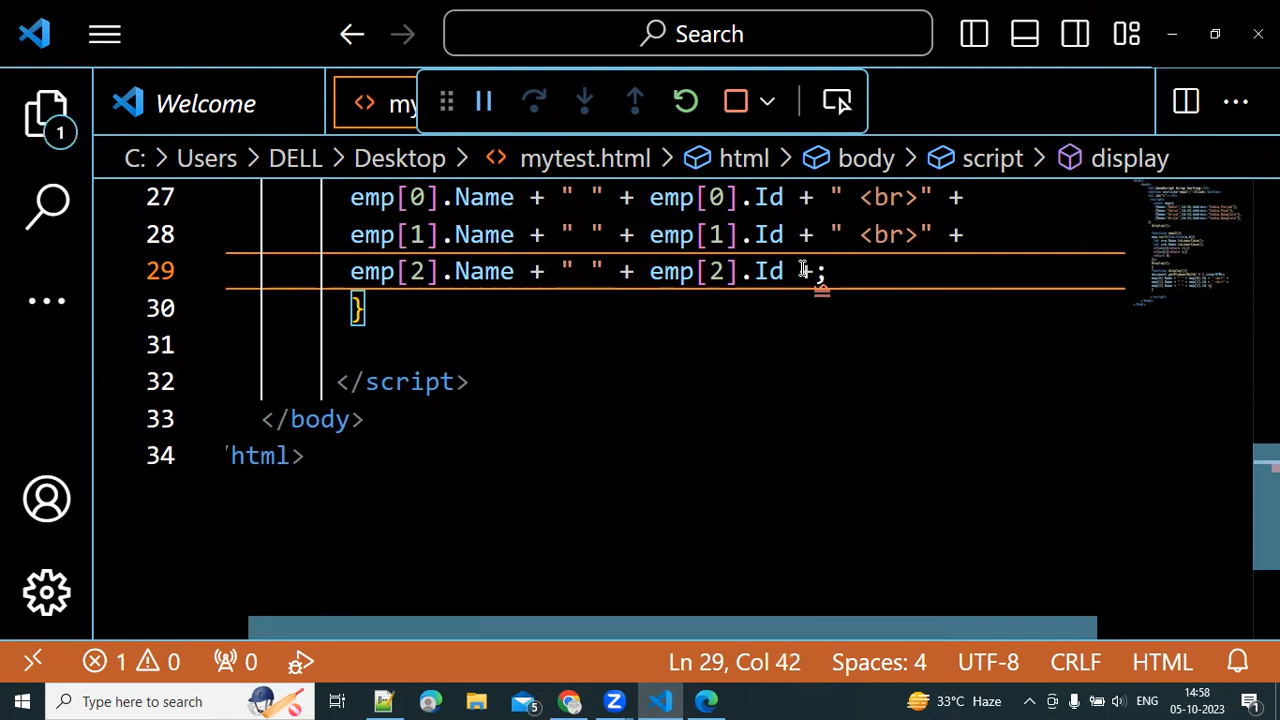 Search
Welcome
my
1
C: > Users > DELL > Desktop > mytest.html > html > body > script > display
27 emp[0].Name + " " + emp[0].Id + " <br>" +
28 emp[1].Name + " " + emp[1].Id + " <br>" +
29 emp[2].Name + " " + emp[2].Id +;
30 }
31
32 </script>
33 </body>
34 /html>
1 0 0 Ln 29, Col 42 Spaces: 4 UTF-8 CRLF HTML
Type here to search 5 33°C Haze ENG 14:58
05-10-2023 1